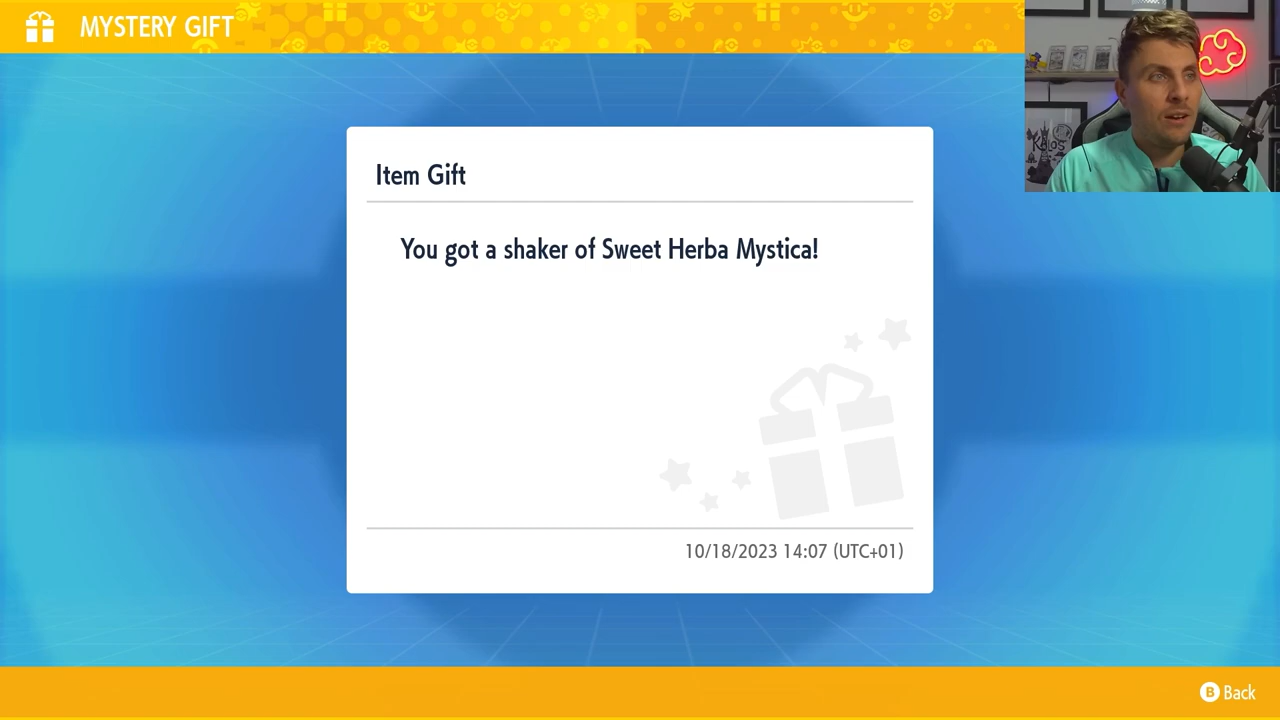 MYSTERY GIFT
Item Gift
You got a shaker of Sweet Herba Mystica!
10/18/2023 14:07 (UTC+01)
B Back
KALOS